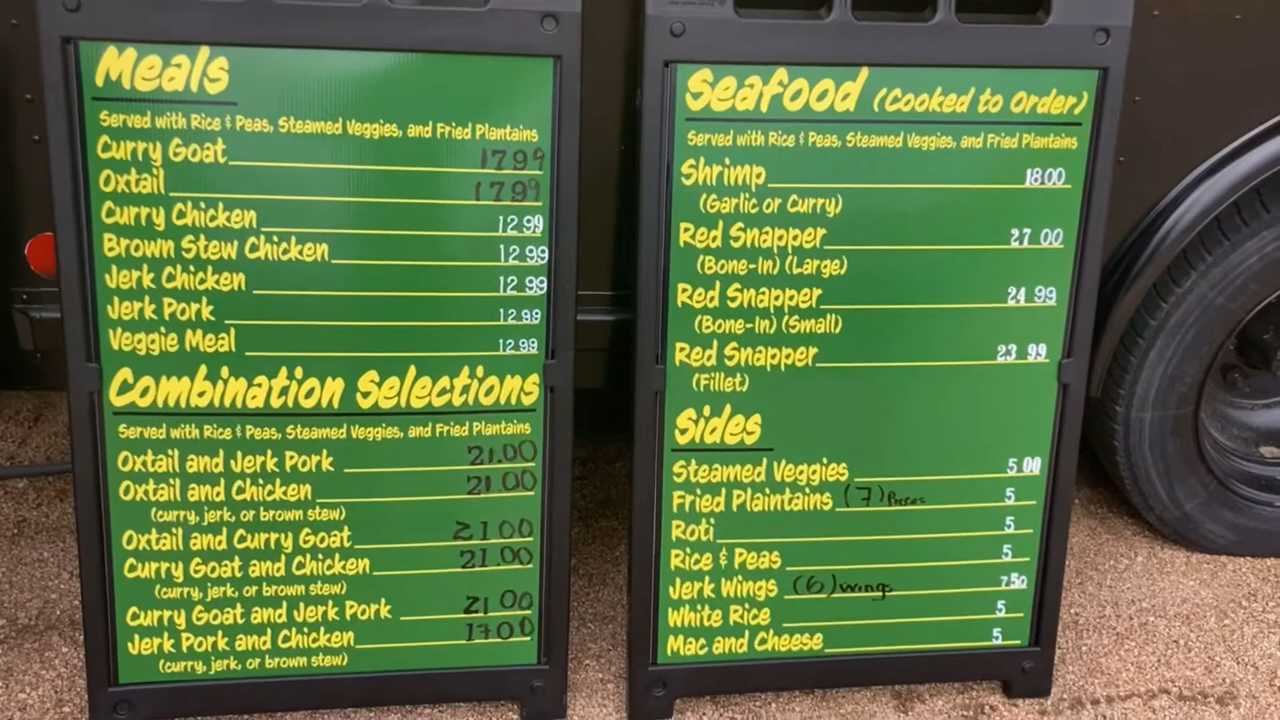 Meals
Served with Rice & Peas, Steamed Veggies, and Fried Plantains
Curry Goat 17.99
Oxtail 17.99
Curry Chicken 12.99
Brown Stew Chicken 12.99
Jerk Chicken 12.99
Jerk Pork 12.99
Veggie Meal 12.99
Combination Selections
Served with Rice & Peas, Steamed Veggies, and Fried Plantains
Oxtail and Jerk Pork 21.00
Oxtail and Chicken 21.00
(curry, jerk, or brown stew)
Oxtail and Curry Goat 21.00
Curry Goat and Chicken 21.00
(curry, jerk, or brown stew)
Curry Goat and Jerk Pork 21.00
Jerk Pork and Chicken 17.00
(curry, jerk, or brown stew)
Seafood (Cooked to Order)
Served with Rice & Peas, Steamed Veggies, and Fried Plantains
Shrimp 18.00
(Garlic or Curry)
Red Snapper 27 00
(Bone-In) (Large)
Red Snapper 24 99
(Bone-In) (Small)
Red Snapper 23 99
(Fillet)
Sides
Steamed Veggies 5 00
Fried Plaintains (7) Pieces 5
Roti 5
Rice & Peas 5
Jerk Wings (6) wings 7.50
White Rice 5
Mac and Cheese 5